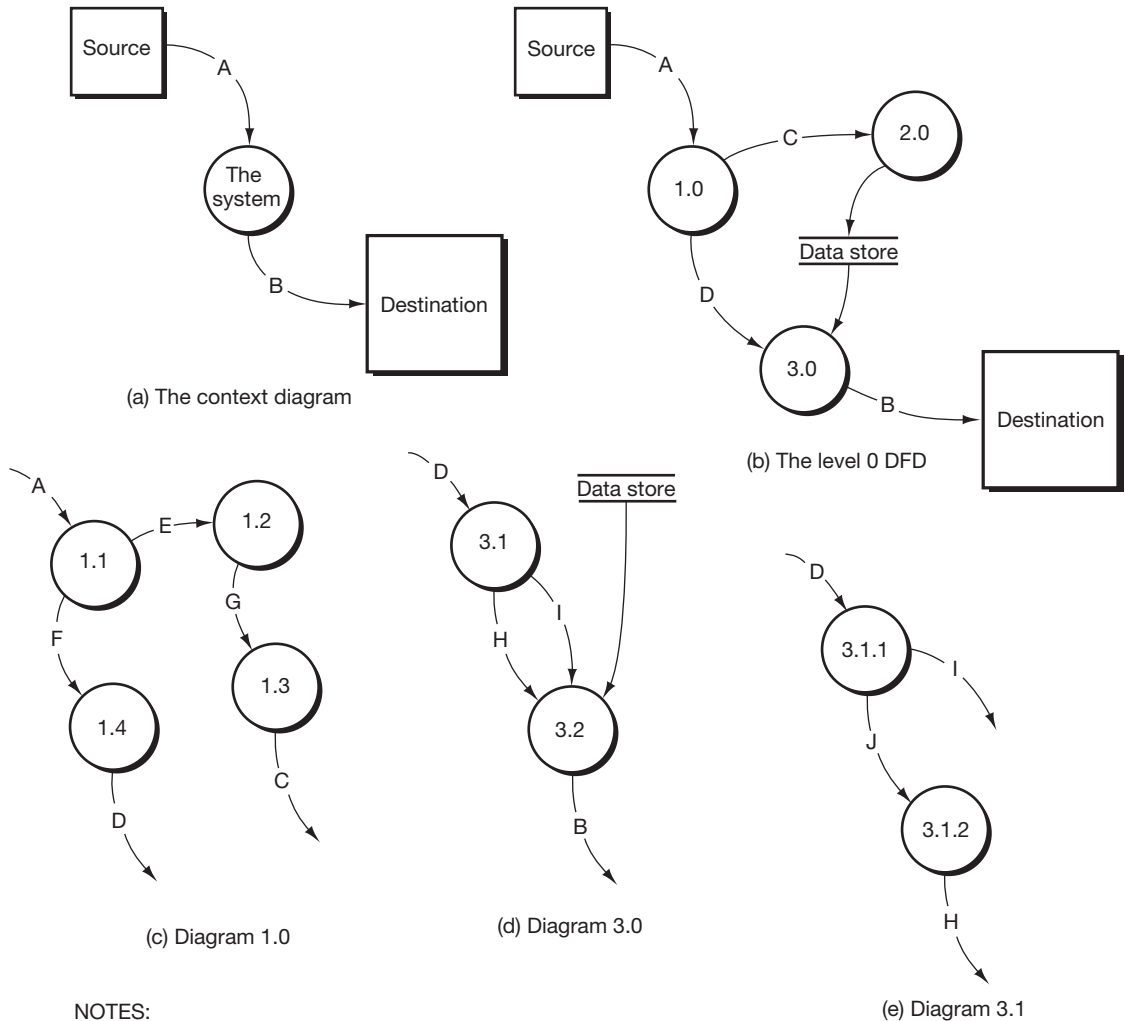 Source
A
The
system
B
Destination
(a) The context diagram
Source
A
C
2.0
1.0
Data store
D
3.0
B
Destination
(b) The level 0 DFD
A
1.1
E
1.2
G
F
1.3
1.4
C
D
(c) Diagram 1.0
D
Data store
3.1
I
H
3.2
B
(d) Diagram 3.0
D
3.1.1
I
J
3.1.2
H
(e) Diagram 3.1
NOTES: